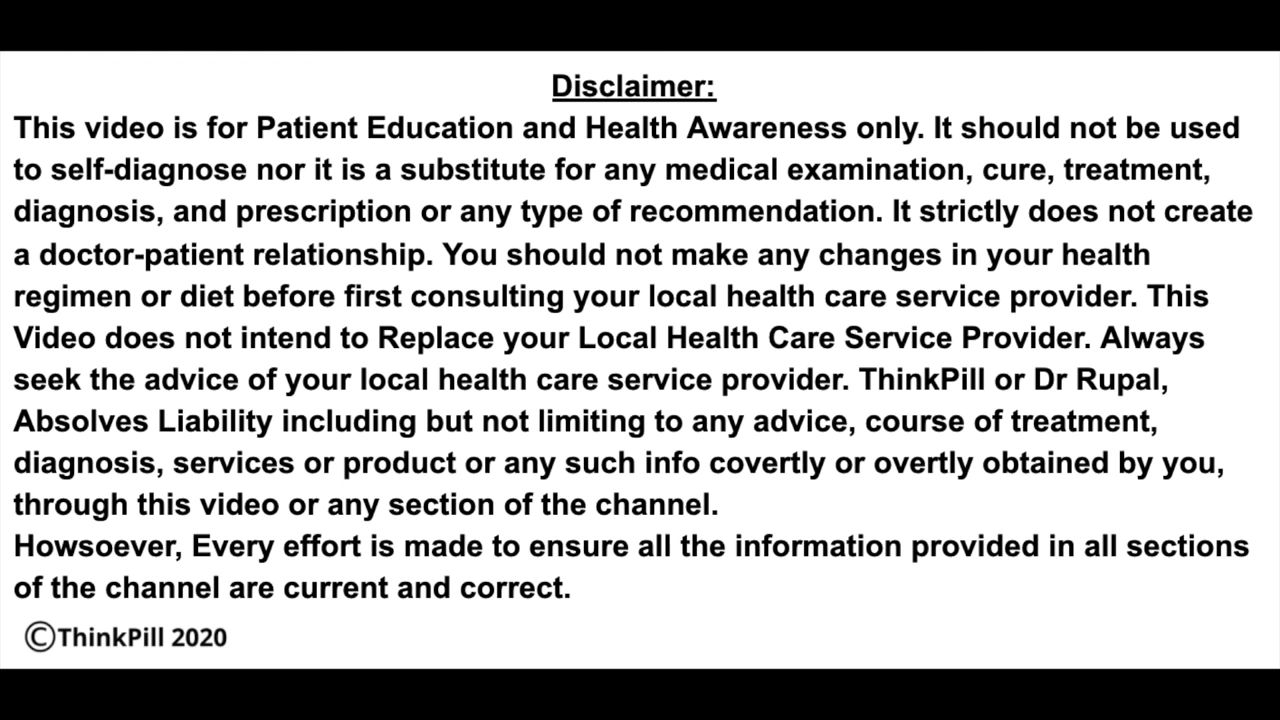 Disclaimer:
This video is for Patient Education and Health Awareness only. It should not be used
to self-diagnose nor it is a substitute for any medical examination, cure, treatment,
diagnosis, and prescription or any type of recommendation. It strictly does not create
a doctor-patient relationship. You should not make any changes in your health
regimen or diet before first consulting your local health care service provider. This
Video does not intend to Replace your Local Health Care Service Provider. Always
seek the advice of your local health care service provider. ThinkPill or Dr Rupal,
Absolves Liability including but not limiting to any advice, course of treatment,
diagnosis, services or product or any such info covertly or overtly obtained by you,
through this video or any section of the channel.
Howsoever, Every effort is made to ensure all the information provided in all sections
of the channel are current and correct.
©ThinkPill 2020